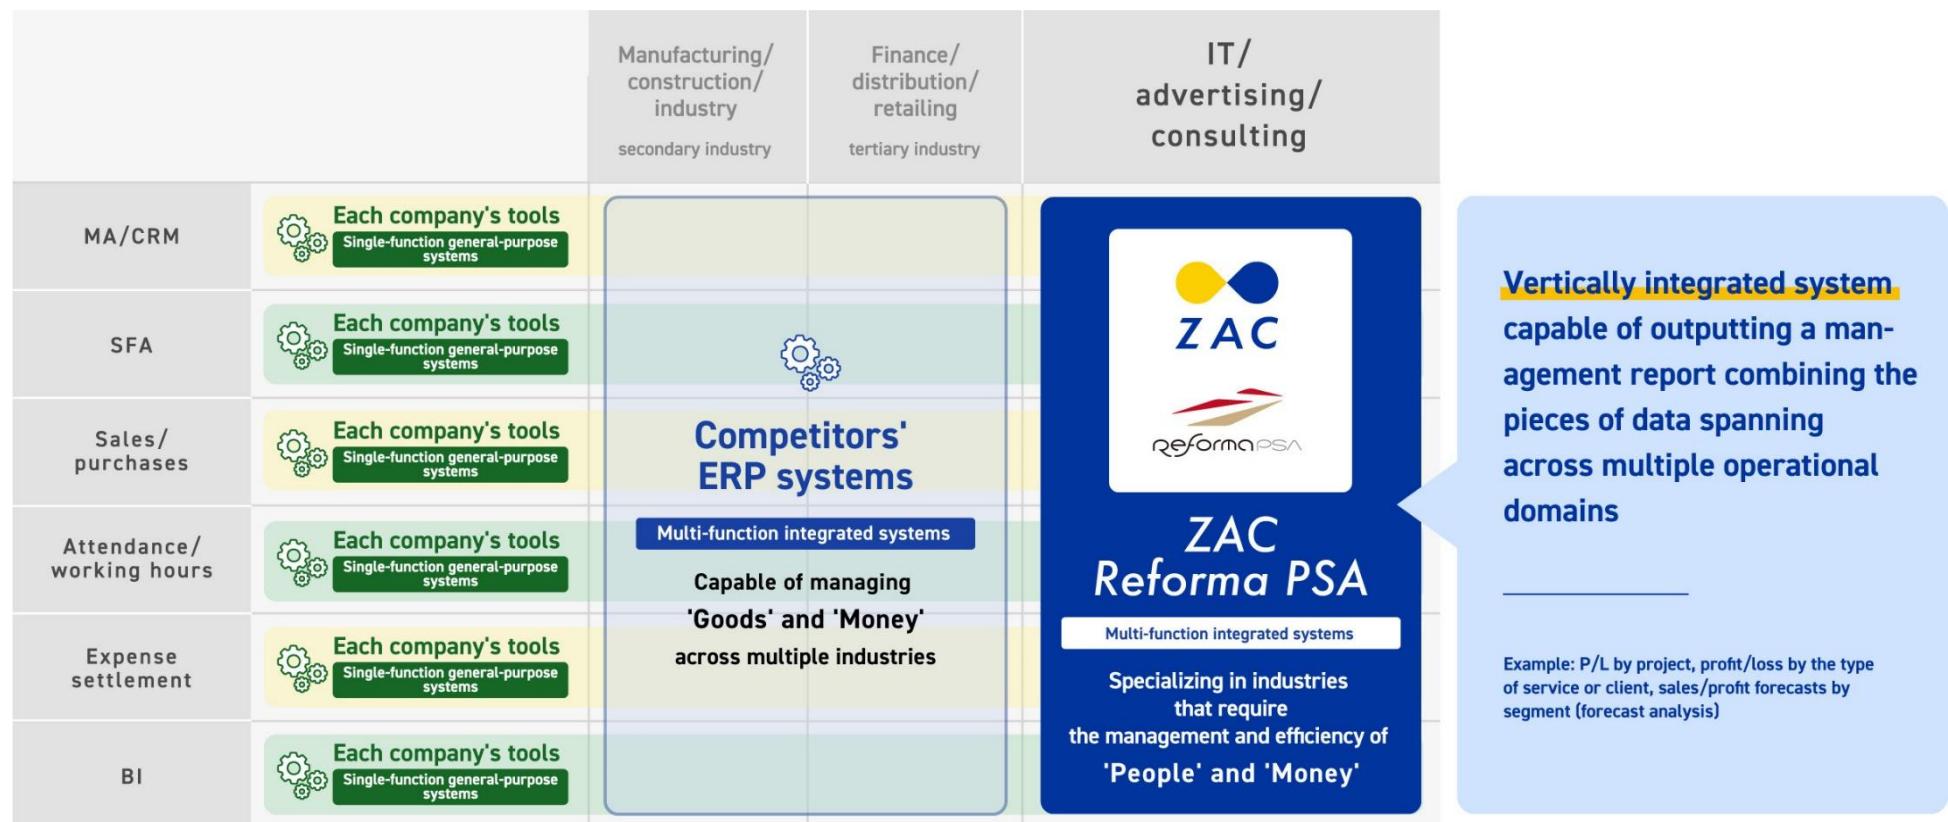 Manufacturing/
construction/
industry
secondary industry
Finance/
distribution/
retailing
tertiary industry
IT/
advertising/
consulting
MA/CRM
Each company's tools
Single-function general-purpose
systems
SFA
Each company's tools
Single-function general-purpose
systems
Sales/
purchases
Each company's tools
Single-function general-purpose
systems
Attendance/
working hours
Each company's tools
Single-function general-purpose
systems
Expense
settlement
Each company's tools
Single-function general-purpose
systems
BI
Each company's tools
Single-function general-purpose
systems
Competitors'
ERP systems
Multi-function integrated systems
Capable of managing
'Goods' and 'Money'
across multiple industries
ZAC
ReformaPSA
ZAC
Reforma PSA
Multi-function integrated systems
Specializing in industries
that require
the management and efficiency of
'People' and 'Money'
Vertically integrated system
capable of outputting a man-
agement report combining the
pieces of data spanning
across multiple operational
domains
Example: P/L by project, profit/loss by the type
of service or client, sales/profit forecasts by
segment (forecast analysis)